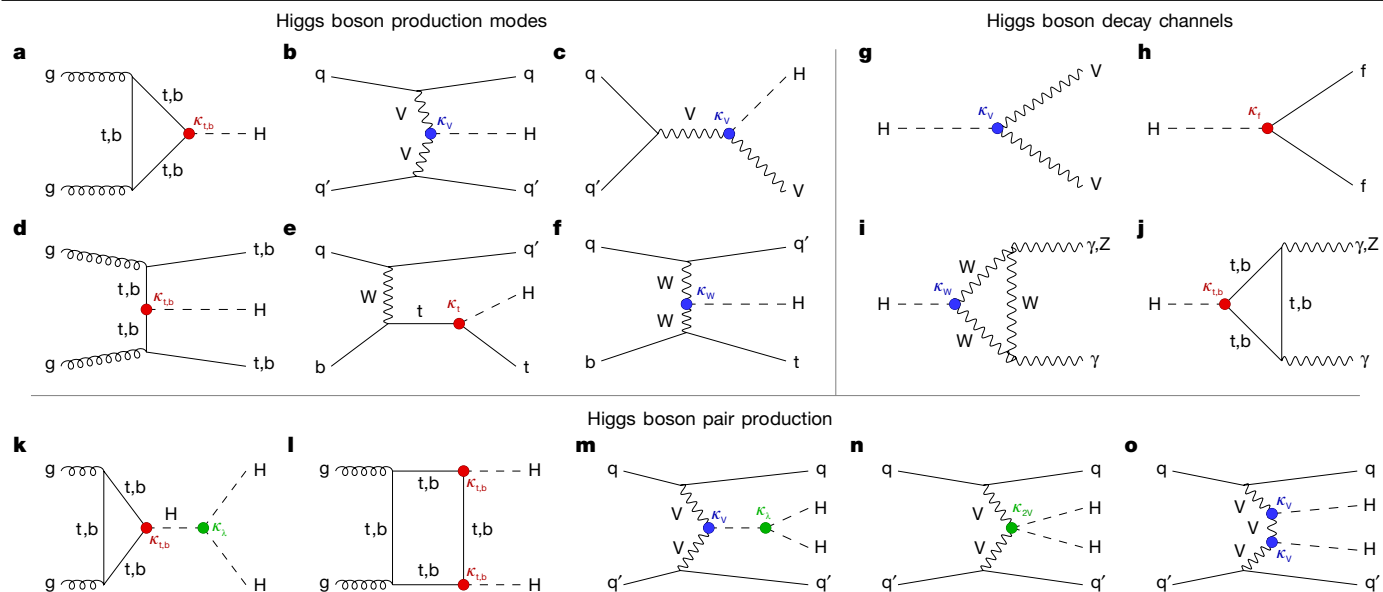 Higgs boson production modes
Higgs boson decay channels
a
g
g
t,b
t,b
t,b
κt,b
H
b
q
q′
V
V
κV
q
H
q′
c
q
q′
V
κV
H
V
g
H
κV
V
V
h
H
κf
f
f
d
g
g
t,b
t,b
κt,b
t,b
H
t,b
e
q
b
W
t
κt
q′
H
t
f
q
b
W
W
κW
q′
H
t
i
H
κW
W
W
W
γ,Z
γ
j
H
κt,b
t,b
t,b
t,b
γ,Z
γ
Higgs boson pair production
k
g
g
t,b
t,b
t,b
κt,b
H
κλ
H
H
l
g
g
t,b
t,b
t,b
t,b
κt,b
κt,b
H
H
m
q
q′
V
V
κV
κλ
q
H
H
q′
n
q
q′
V
V
κ2V
q
H
H
q′
o
q
q′
V
V
V
κV
κV
q
H
H
q′